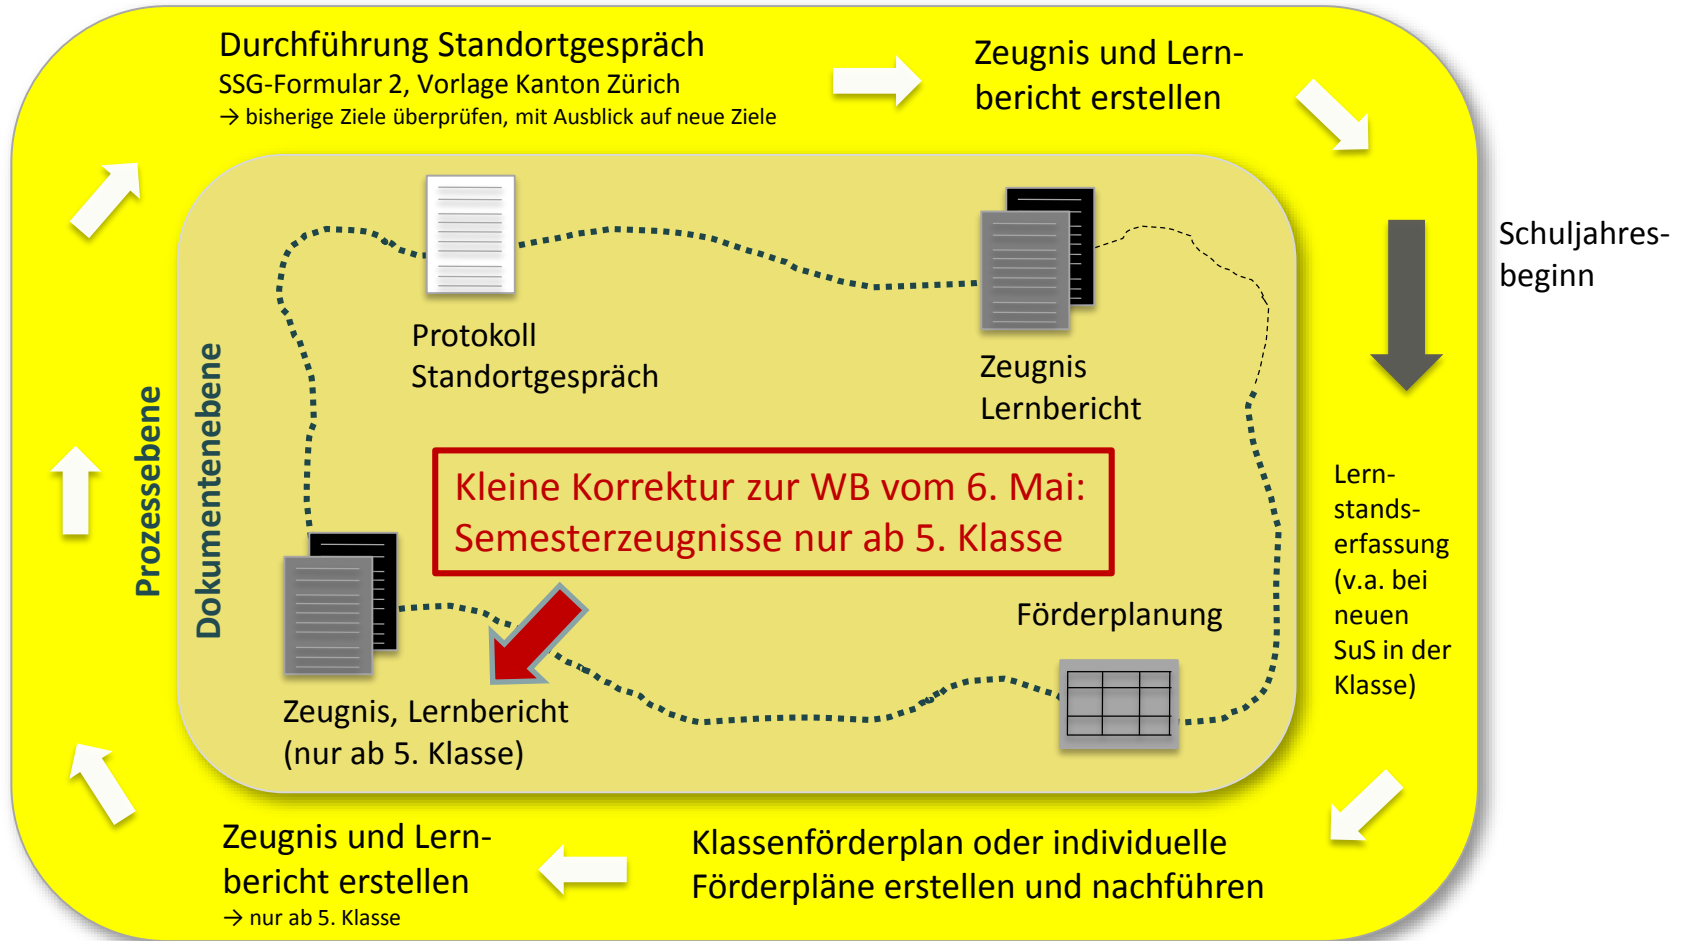 Durchführung Standortgespräch
SSG-Formular 2, Vorlage Kanton Zürich
→ bisherige Ziele überprüfen, mit Ausblick auf neue Ziele
Zeugnis und Lern-
bericht erstellen
Schuljahres-
beginn
Prozessebene
Dokumentenebene
Protokoll
Standortgespräch
Zeugnis
Lernbericht
Kleine Korrektur zur WB vom 6. Mai:
Semesterzeugnisse nur ab 5. Klasse
Lern-
stands-
erfassung
(v.a. bei
neuen
SuS in der
Klasse)
Förderplanung
Zeugnis, Lernbericht
(nur ab 5. Klasse)
Zeugnis und Lern-
bericht erstellen
→ nur ab 5. Klasse
Klassenförderplan oder individuelle
Förderpläne erstellen und nachführen